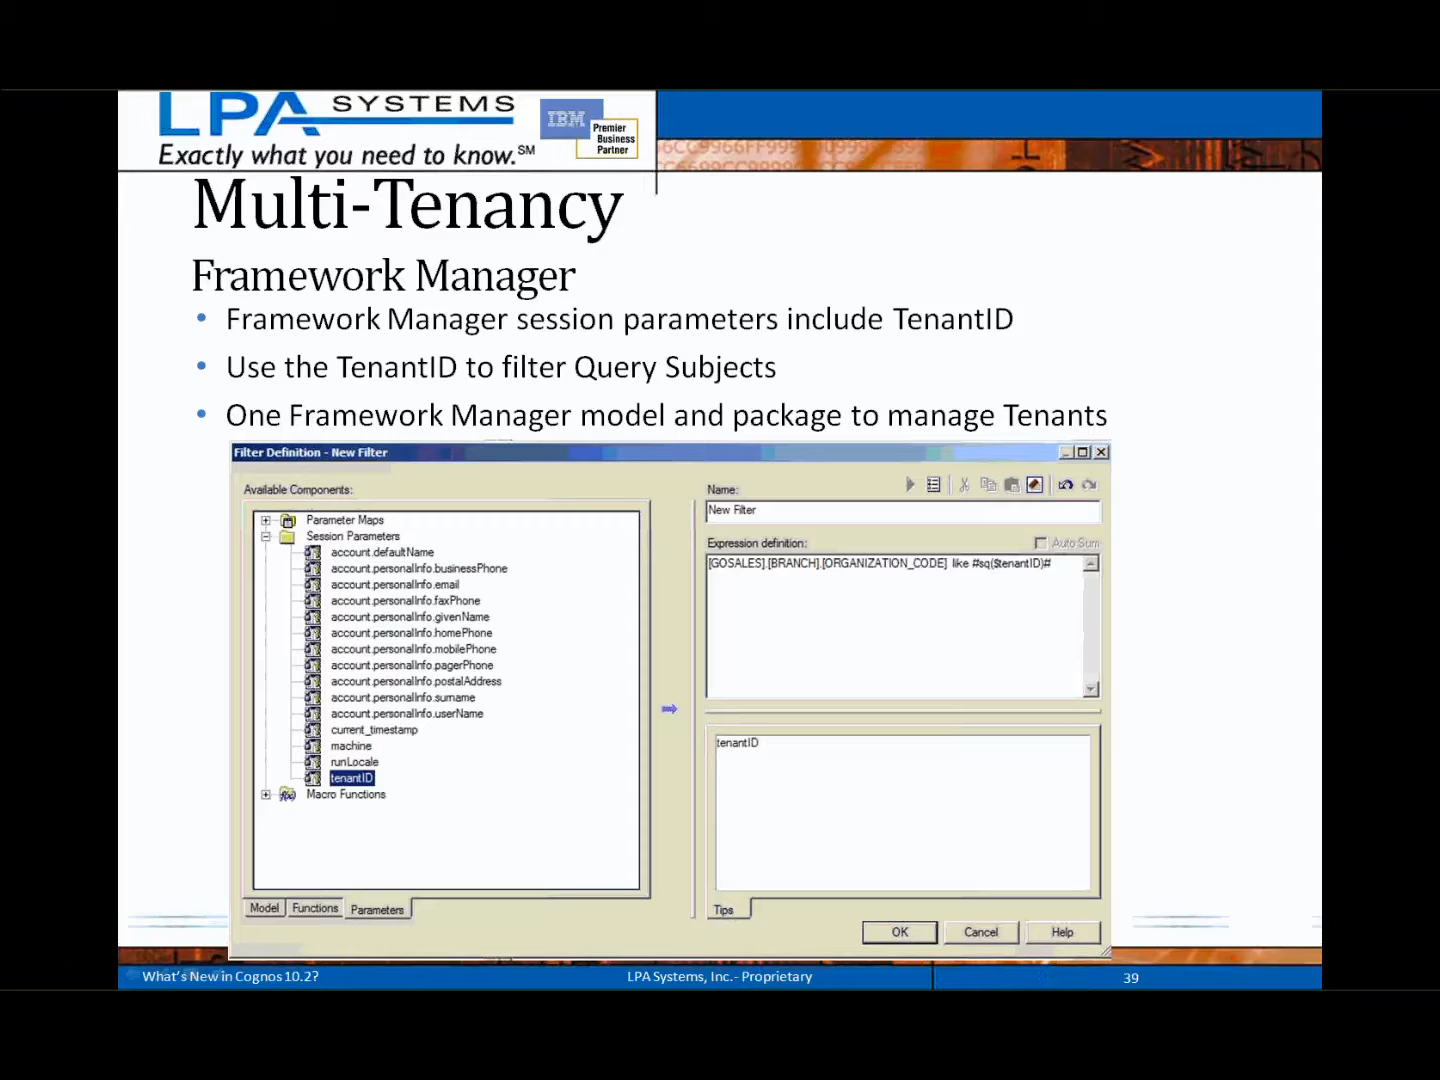 LPA SYSTEMS
IBM
Premier
Business
Partner
Exactly what you need to know.SM
Multi-Tenancy
Framework Manager
• Framework Manager session parameters include TenantID
• Use the TenantID to filter Query Subjects
• One Framework Manager model and package to manage Tenants
Filter Definition - New Filter
Available Components:
Parameter Maps
Session Parameters
account.defaultName
account.personalInfo.businessPhone
account.personalInfo.email
account.personalInfo.faxPhone
account.personalInfo.givenName
account.personalInfo.homePhone
account.personalInfo.mobilePhone
account.personalInfo.pagerPhone
account.personalInfo.postalAddress
account.personalInfo.surname
account.personalInfo.userName
current_timestamp
machine
runLocale
tenantID
Macro Functions
Model Functions Parameters
Name:
New Filter
Expression definition: Auto Sum
[GOSALES].[BRANCH].[ORGANIZATION_CODE] like #sq($tenantID)#
tenantID
Tips
OK Cancel Help
What's New in Cognos 10.2? LPA Systems, Inc.- Proprietary 39